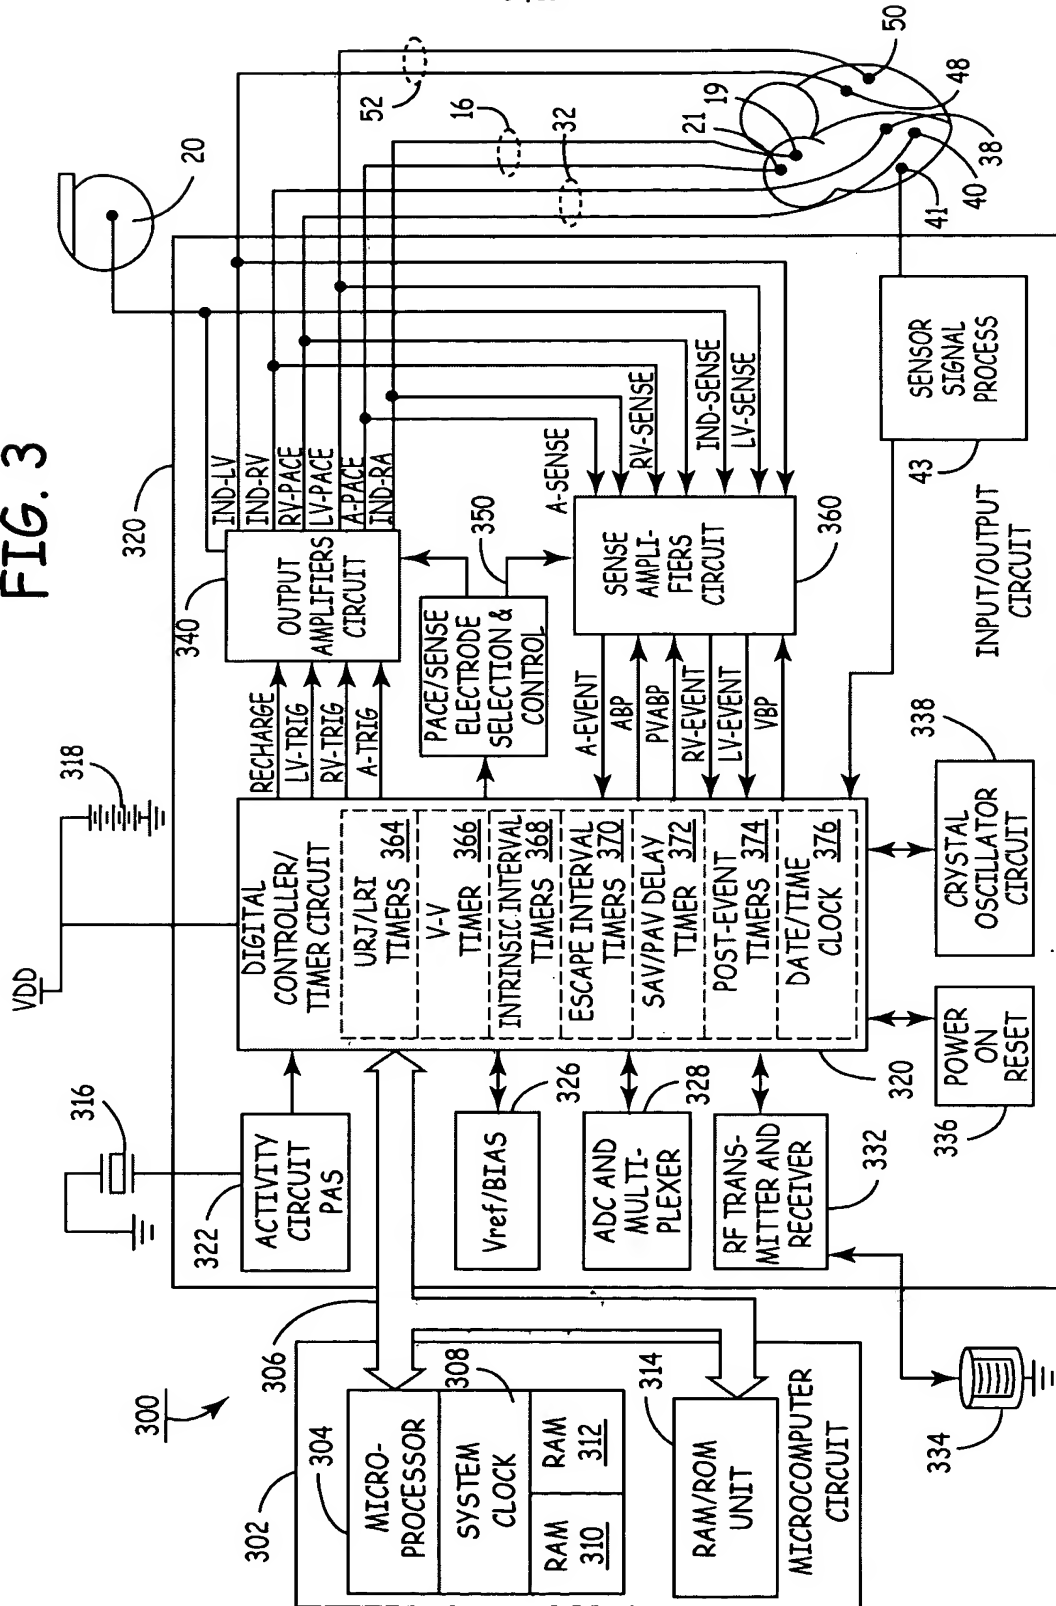 FIG. 3
300
302
304
MICRO-
PROCESSOR
306
SYSTEM
CLOCK
308
RAM
310
RAM
312
314
RAM/ROM
UNIT
MICROCOMPUTER
CIRCUIT
316
322
ACTIVITY
CIRCUIT
PAS
Vref/BIAS
326
ADC AND
MULTI-
PLEXER
328
RF TRANS-
MITTER AND
RECEIVER
332
334
VDD
318
DIGITAL
CONTROLLER/
TIMER CIRCUIT
URJ/LRI
TIMERS
364
V-V
TIMER
366
INTRINSIC INTERVAL
TIMERS
368
ESCAPE INTERVAL
TIMERS
370
SAV/PAV DELAY
TIMER
372
POST-EVENT
TIMERS
374
DATE/TIME
CLOCK
376
320
POWER
ON
RESET
336
CRYSTAL
OSCILLATOR
CIRCUIT
338
RECHARGE
LV-TRIG
RV-TRIG
A-TRIG
340
OUTPUT
AMPLIFIERS
CIRCUIT
PACE/SENSE
ELECTRODE
SELECTION &
CONTROL
350
A-EVENT
ABP
PVABP
RV-EVENT
LV-EVENT
VBP
SENSE
AMPLI-
FIERS
CIRCUIT
360
320
IND-LV
IND-RV
RV-PACE
LV-PACE
A-PACE
IND-RA
A-SENSE
RV-SENSE
IND-SENSE
LV-SENSE
SENSOR
SIGNAL
PROCESS
43
INPUT/OUTPUT
CIRCUIT
20
52
16
32
21
19
50
48
38
40
41